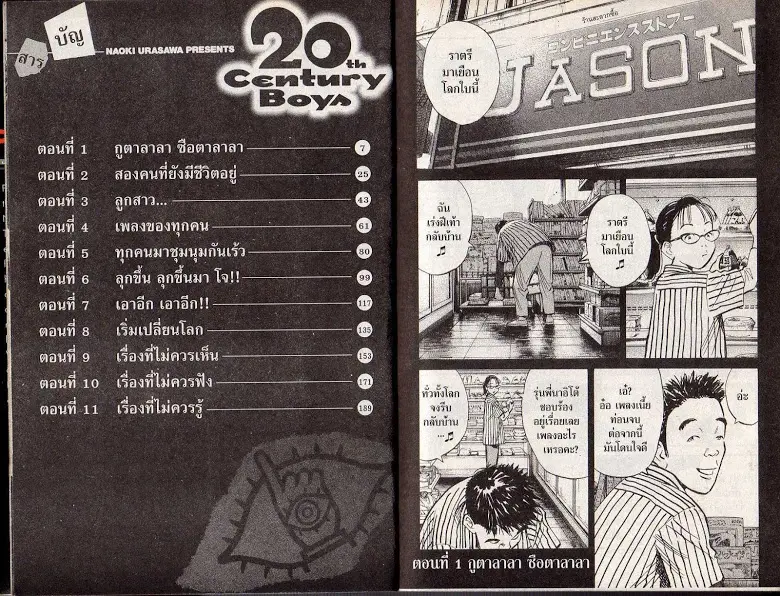 สารบัญ
NAOKI URASAWA PRESENTS
20th
Century
Boys
ตอนที่ 1 กูตาลาลา ซือตาลาลา 7
ตอนที่ 2 สองคนที่ยังมีชีวิตอยู่ 25
ตอนที่ 3 ลูกสาว... 43
ตอนที่ 4 เพลงของทุกคน 61
ตอนที่ 5 ทุกคนมาชุมนุมกันเร้ว 80
ตอนที่ 6 ลุกขึ้น ลุกขึ้นมา โจ!! 99
ตอนที่ 7 เอาอีก เอาอีก!! 117
ตอนที่ 8 เริ่มเปลี่ยนโลก 135
ตอนที่ 9 เรื่องที่ไม่ควรเห็น 153
ตอนที่ 10 เรื่องที่ไม่ควรฟัง 171
ตอนที่ 11 เรื่องที่ไม่ควรรู้ 189
コンビニエンスストアー
JASON
ราตรี
มาเยือน
โลกใบนี้
ราตรี
มาเยือน
โลกใบนี้
♫
ฉัน
เร่งฝีเท้า
กลับบ้าน
♫
อ่ะ
เอ๋?
อ๋อ เพลงเนี้ย
ท่อนจบ
ต่อจากนี้
มันโดนใจดี
รุ่นพี่นาอิโต้
ชอบร้อง
อยู่เรื่อยเลย
เพลงอะไร
เหรอคะ?
ทั่วทั้งโลก
จงรีบ
กลับบ้าน
...♫
ตอนที่ 1 กูตาลาลา ซือตาลาลา